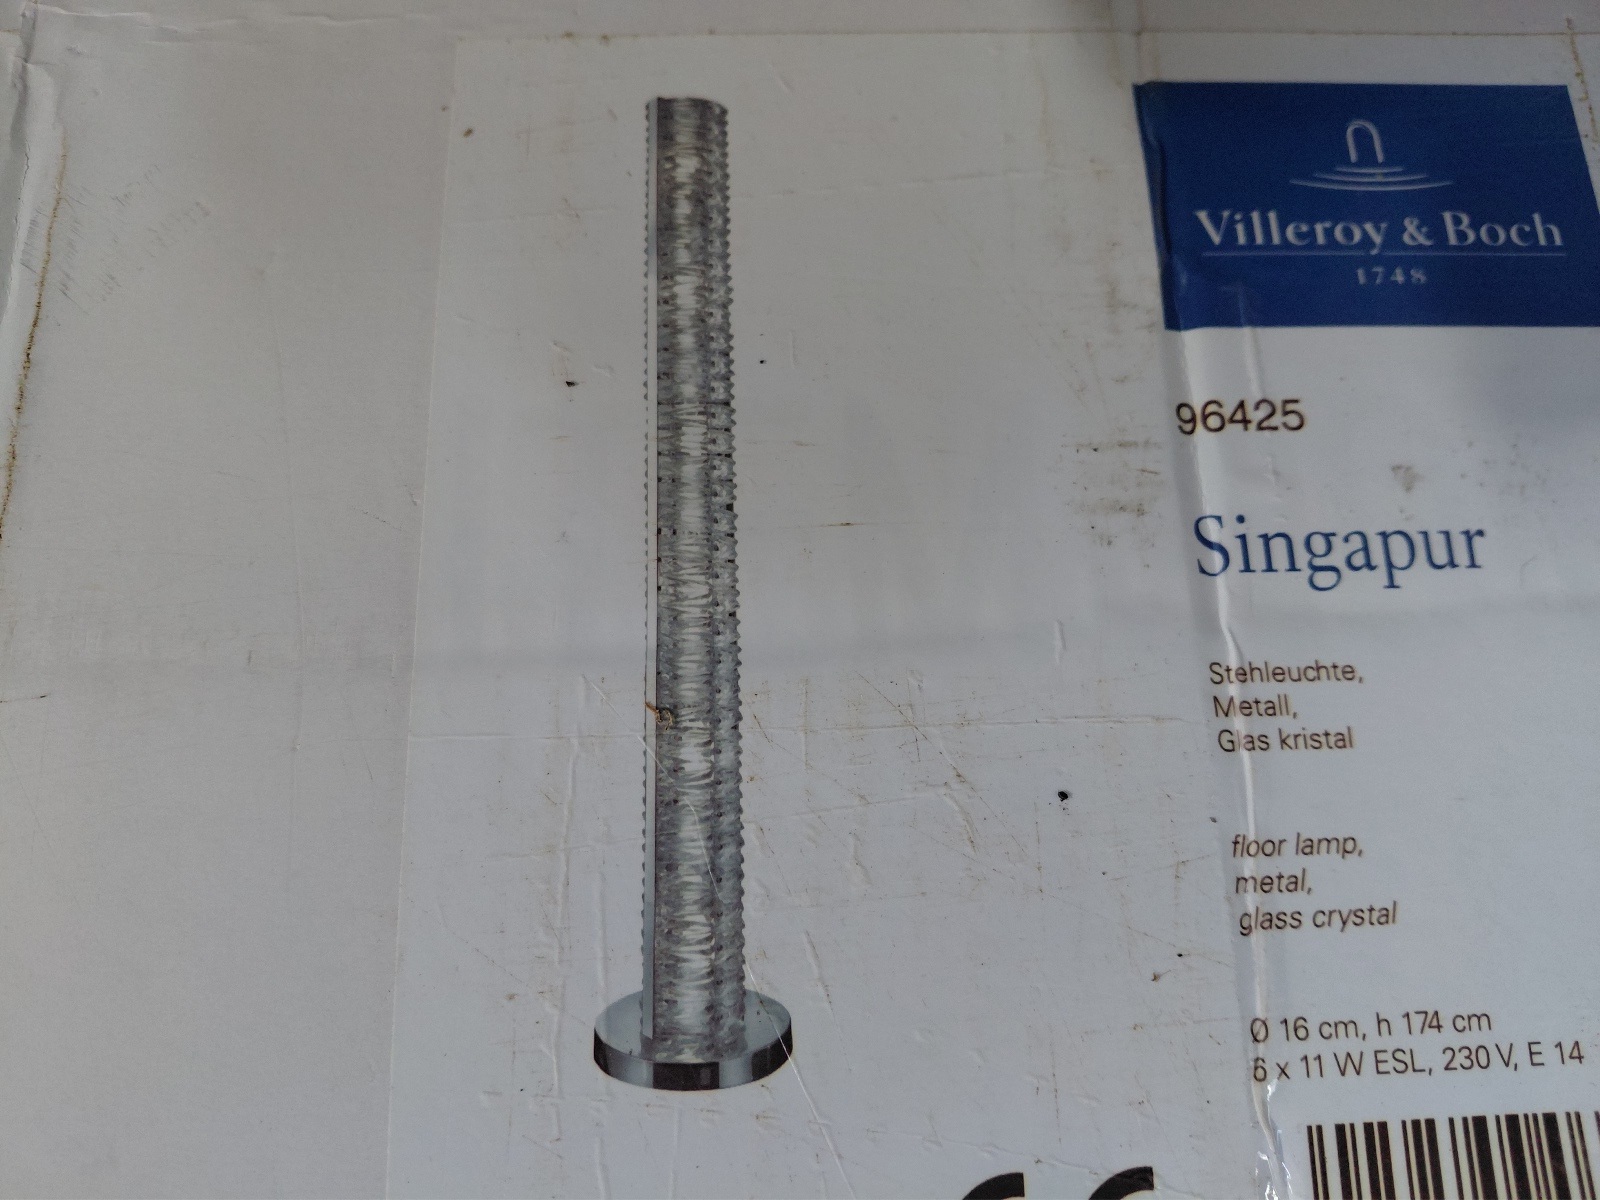 Villeroy & Boch
1748
96425
Singapur
Stehleuchte,
Metall,
Glas kristal
floor lamp,
metal,
glass crystal
Ø 16 cm, h 174 cm
6 x 11 W ESL, 230 V, E 14